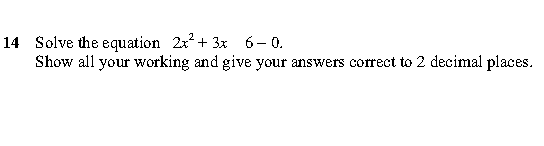 14 Solve the equation 2x² + 3x 6 – 0.
Show all your working and give your answers correct to 2 decimal places.